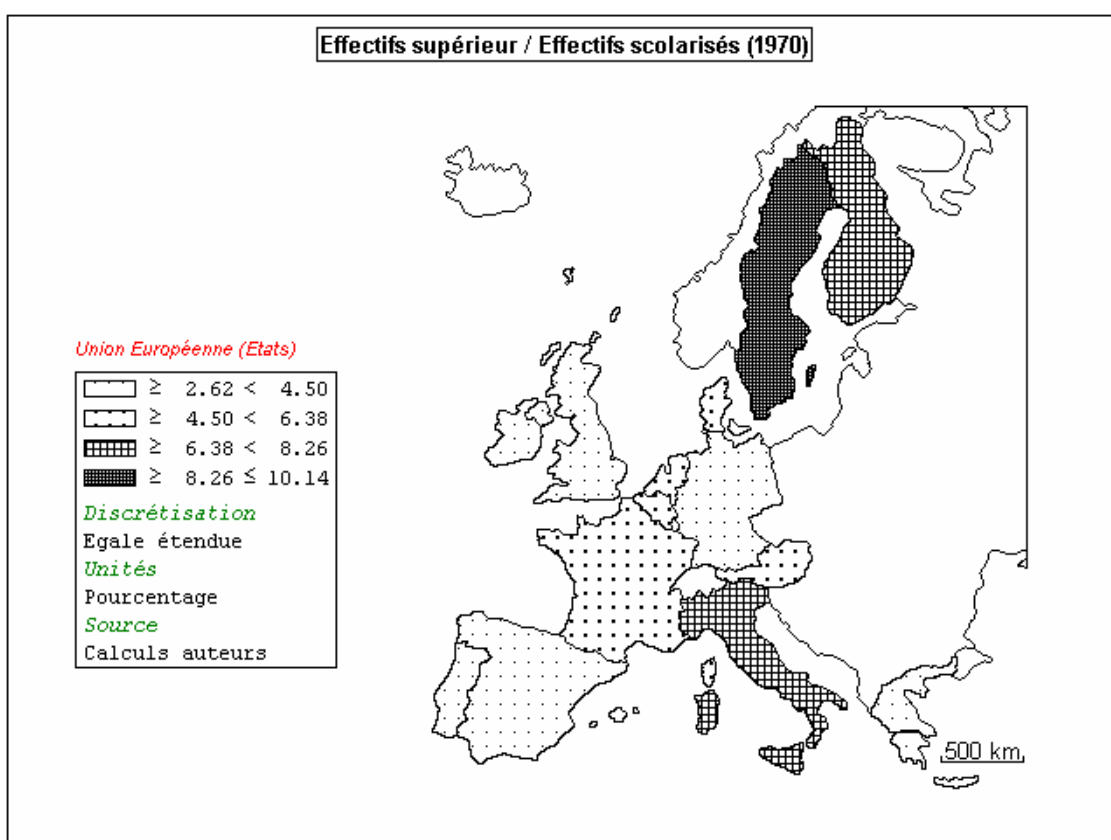 Effectifs supérieur / Effectifs scolarisés (1970)
Union Européenne (Etats)
≥ 2.62 < 4.50
≥ 4.50 < 6.38
≥ 6.38 < 8.26
≥ 8.26 ≤ 10.14
Discrétisation
Egale étendue
Unités
Pourcentage
Source
Calculs auteurs
500 km